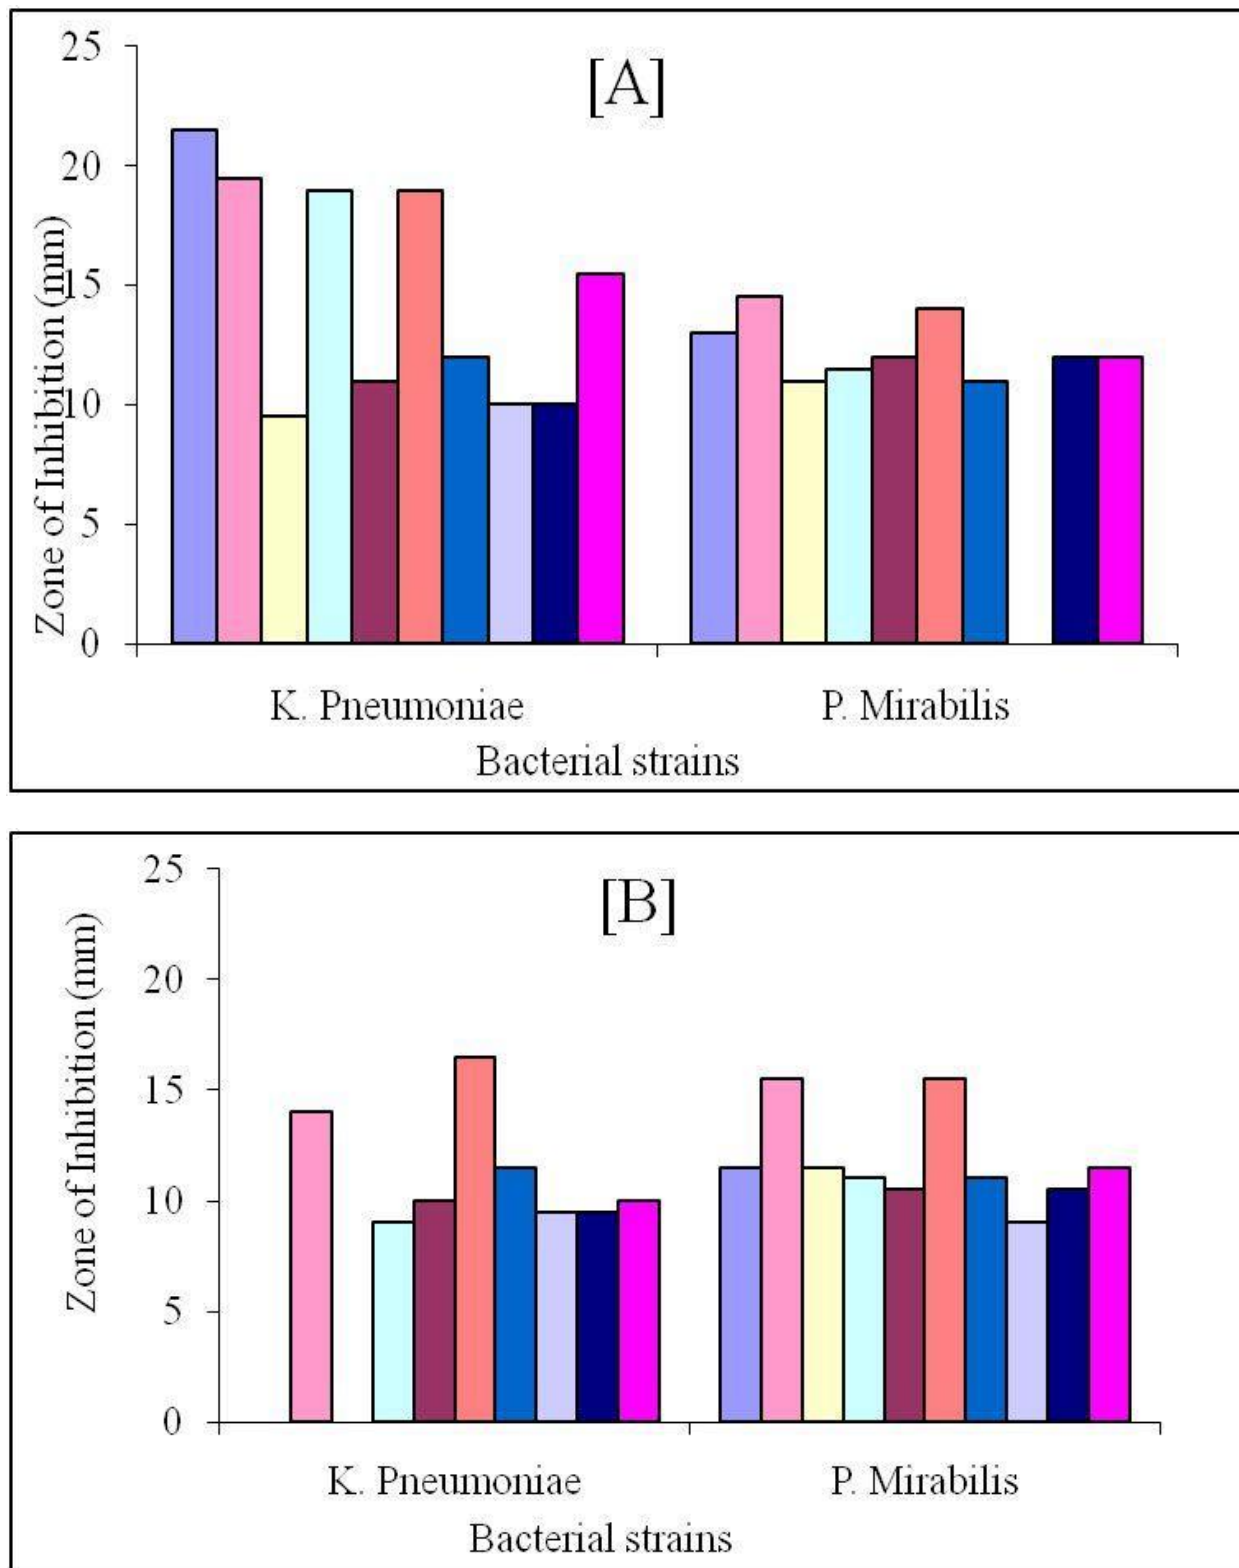 [A]
25
20
15
10
5
0
Zone of Inhibition (mm)
K. Pneumoniae
P. Mirabilis
Bacterial strains
[B]
25
20
15
10
5
0
Zone of Inhibition (mm)
K. Pneumoniae
P. Mirabilis
Bacterial strains